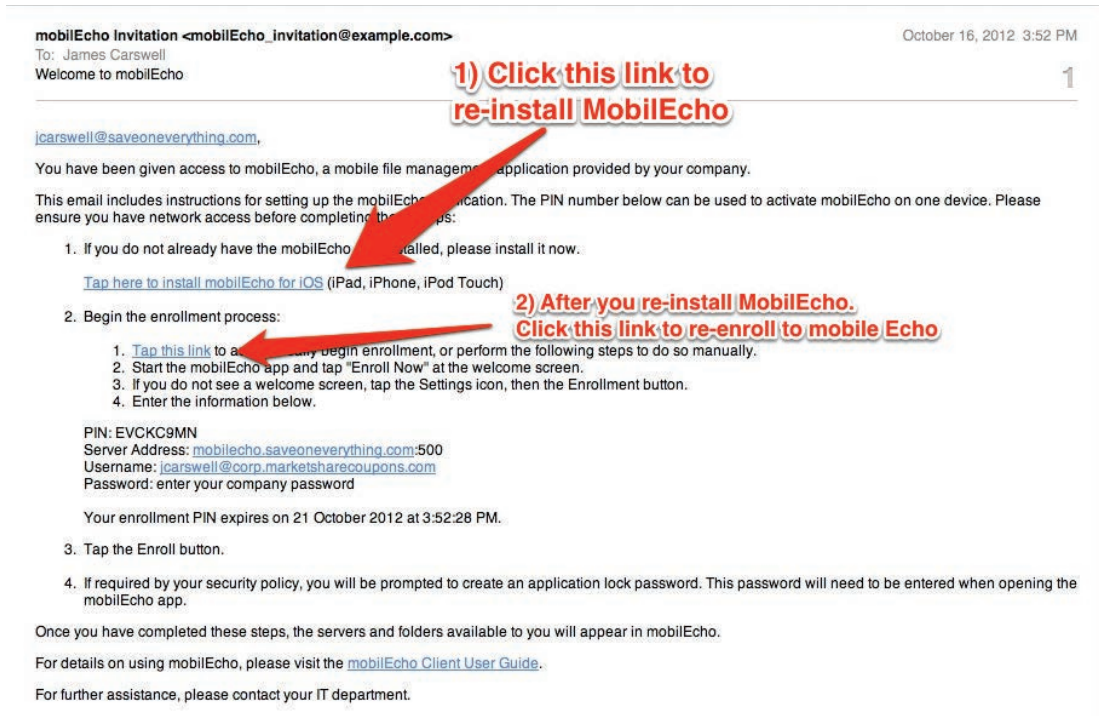 mobilEcho Invitation <mobilEcho_invitation@example.com>
October 16, 2012 3:52 PM
To: James Carswell
Welcome to mobilEcho
1
1) Click this link to
re-install MobilEcho
jcarswell@saveoneverything.com,
You have been given access to mobilEcho, a mobile file manageme application provided by your company.
This email includes instructions for setting up the mobilEcho ication. The PIN number below can be used to activate mobilEcho on one device. Please
ensure you have network access before completing the ps:
1. If you do not already have the mobilEcho talled, please install it now.
Tap here to install mobilEcho for iOS (iPad, iPhone, iPod Touch)
2) After you re-install MobilEcho.
Click this link to re-enroll to mobile Echo
2. Begin the enrollment process:
1. Tap this link to a ally begin enrollment, or perform the following steps to do so manually.
2. Start the mobilEcho app and tap "Enroll Now" at the welcome screen.
3. If you do not see a welcome screen, tap the Settings icon, then the Enrollment button.
4. Enter the information below.
PIN: EVCKC9MN
Server Address: mobilecho.saveoneverything.com:500
Username: jcarswell@corp.marketsharecoupons.com
Password: enter your company password
Your enrollment PIN expires on 21 October 2012 at 3:52:28 PM.
3. Tap the Enroll button.
4. If required by your security policy, you will be prompted to create an application lock password. This password will need to be entered when opening the
mobilEcho app.
Once you have completed these steps, the servers and folders available to you will appear in mobilEcho.
For details on using mobilEcho, please visit the mobilEcho Client User Guide.
For further assistance, please contact your IT department.